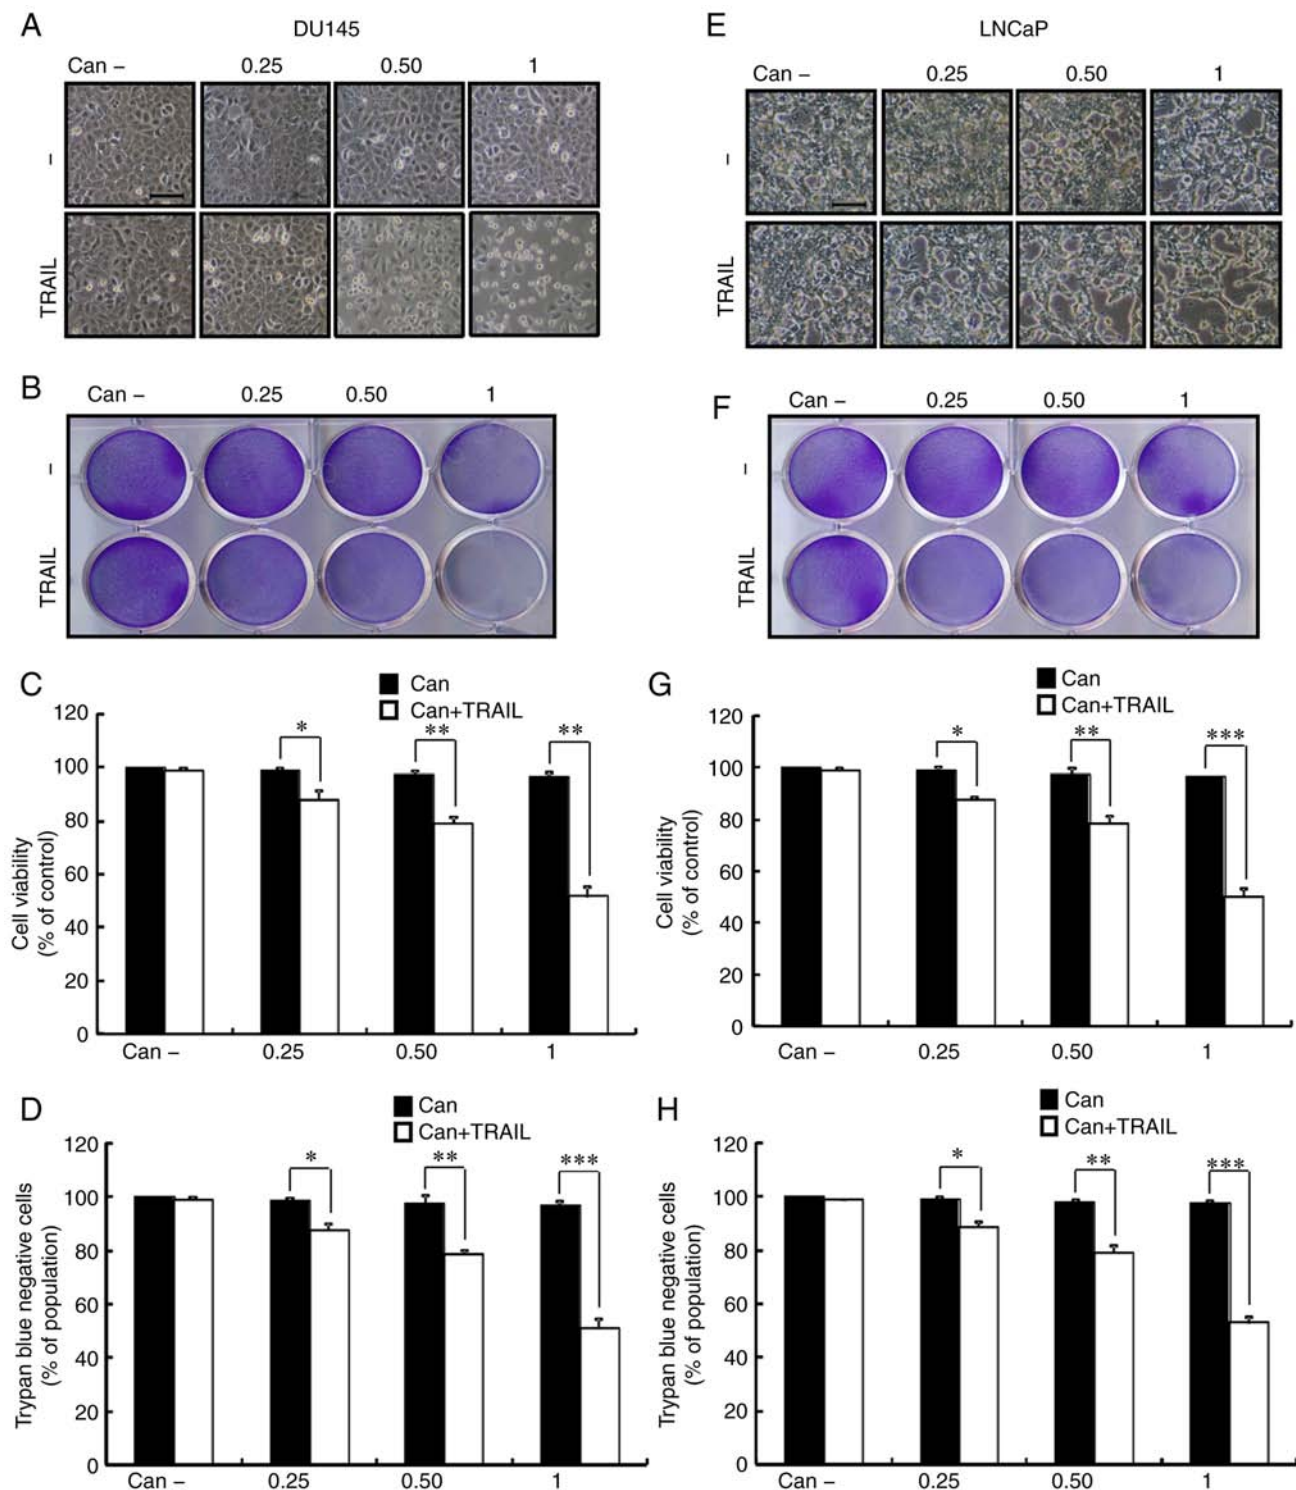 A
DU145
Can – 0.25 0.50 1
–
TRAIL
B
Can – 0.25 0.50 1
–
TRAIL
C
Can
Can+TRAIL
Cell viability
(% of control)
120
100
80
60
40
20
0
* ** **
Can – 0.25 0.50 1
D
Can
Can+TRAIL
Trypan blue negative cells
(% of population)
120
100
80
60
40
20
0
* ** ***
Can – 0.25 0.50 1
E
LNCaP
Can – 0.25 0.50 1
–
TRAIL
F
Can – 0.25 0.50 1
–
TRAIL
G
Can
Can+TRAIL
Cell viability
(% of control)
120
100
80
60
40
20
0
* ** ***
Can – 0.25 0.50 1
H
Can
Can+TRAIL
Trypan blue negative cells
(% of population)
120
100
80
60
40
20
0
* ** ***
Can – 0.25 0.50 1